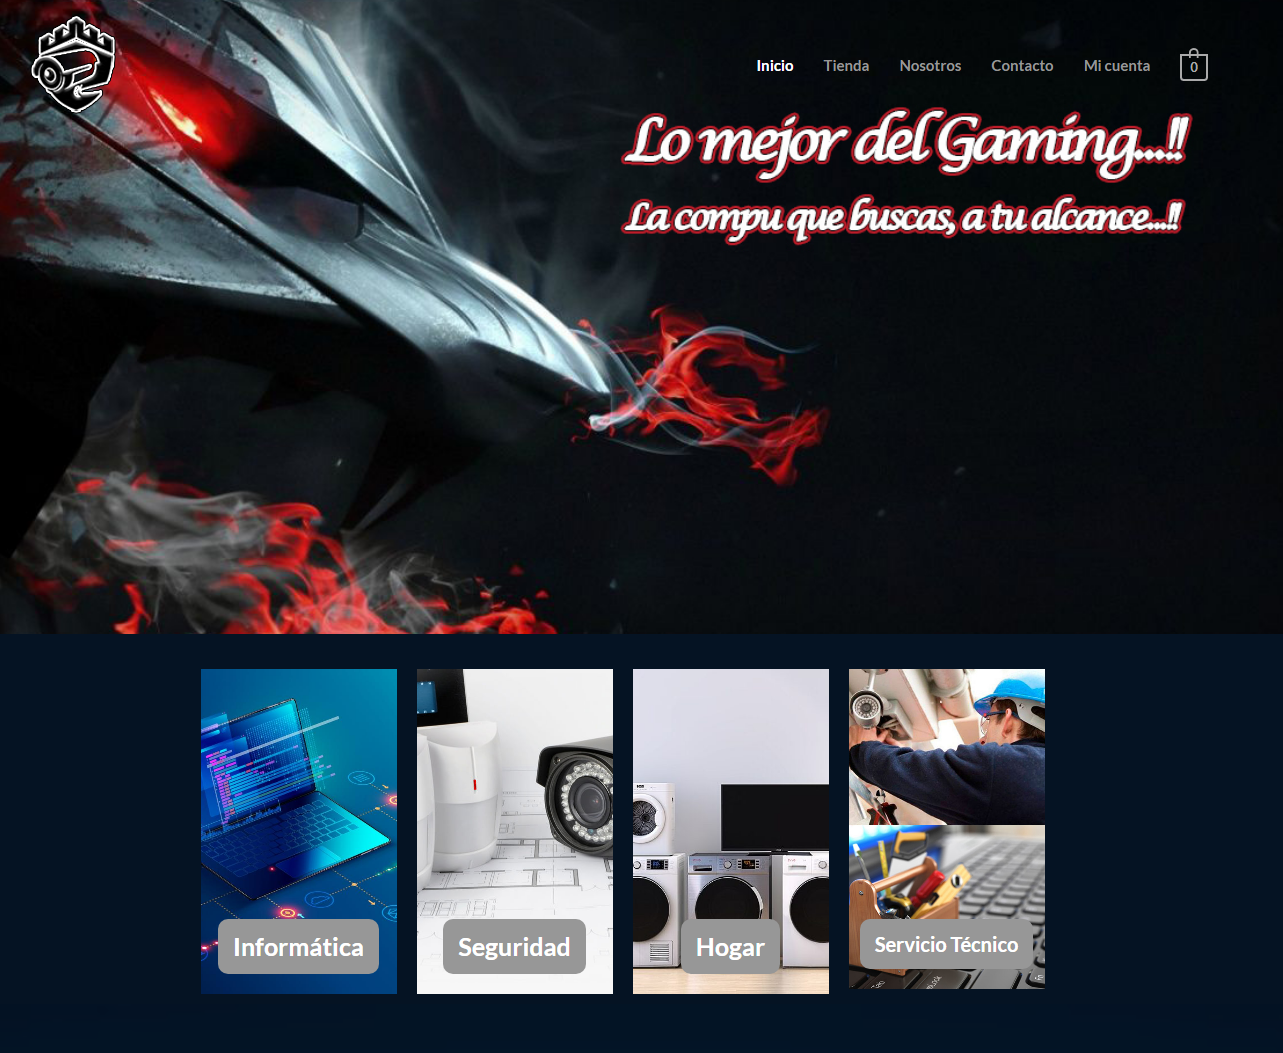 Inicio Tienda Nosotros Contacto Mi cuenta 0
Lo mejor del Gaming...!!
La compu que buscas, a tu alcance...!!
Informática
Seguridad
Hogar
Servicio Técnico